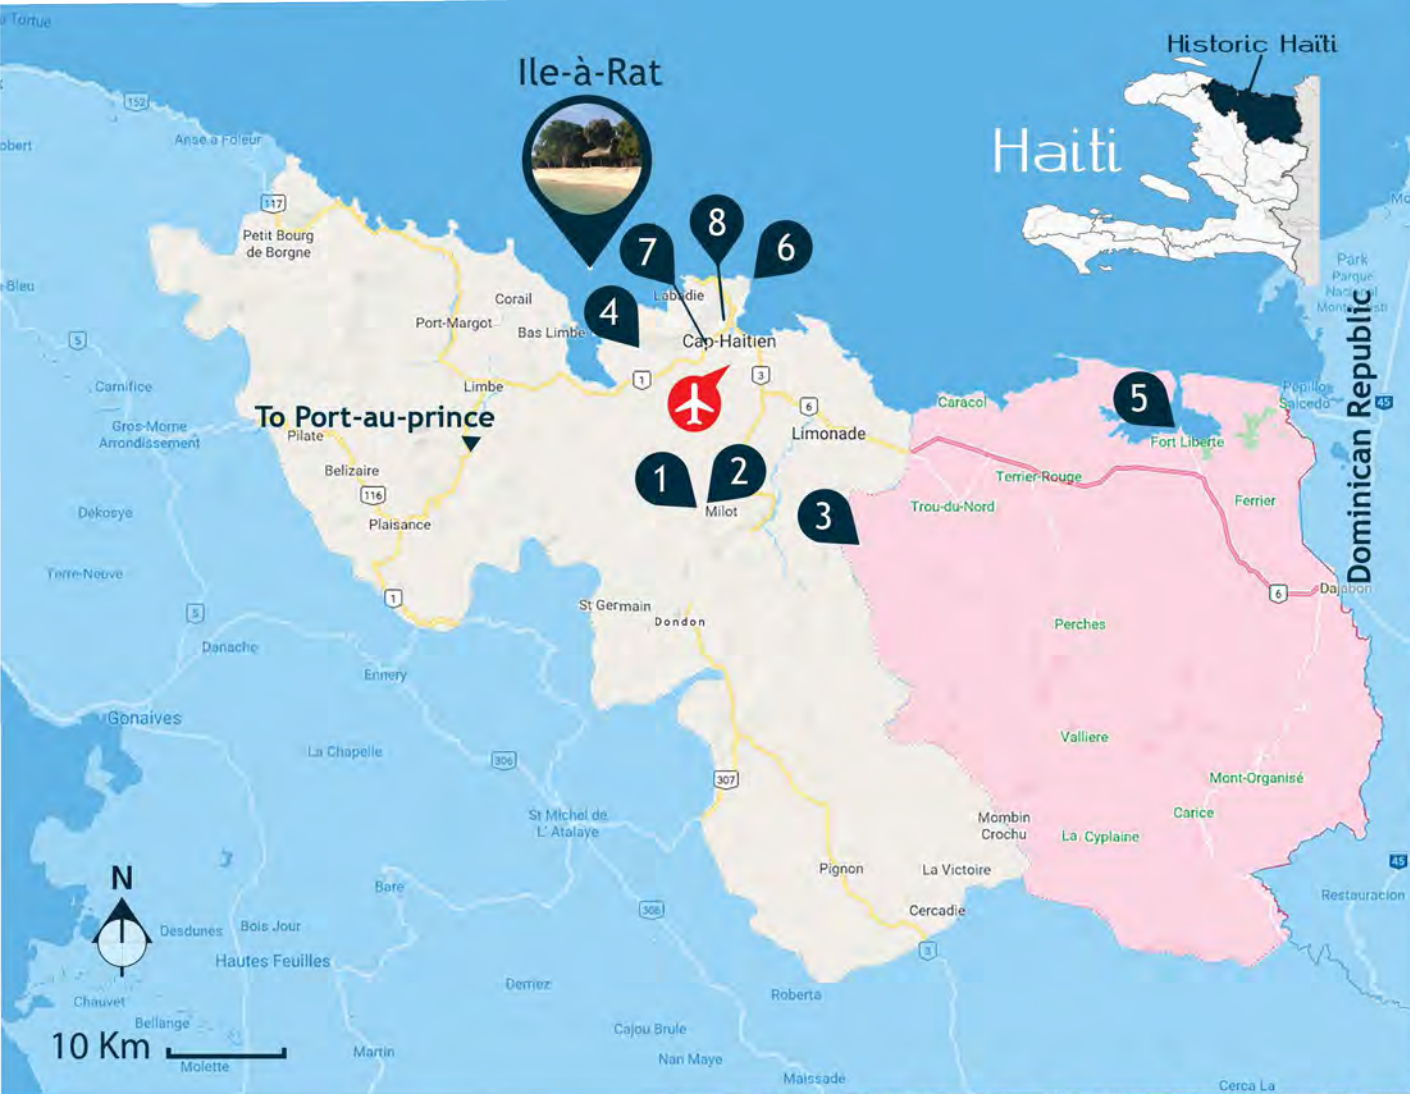 Tortue
Historic Haïti
Ile-à-Rat
Haiti
152
Anse a Foleur
117
Petit Bourg
de Borgne
8
7
6
Park
Parque
Dominican Republic
Corail
Labadie
4
Port-Margot
Bas Limbe
Cap-Haïtien
5
1
3
Carnifice
Limbe
Pepillos
Salcedo
45
5
6
Caracol
To Port-au-prince
Gros-Morne
Arrondissement
Pilate
Limonade
Fort Liberte
Belizaire
1
2
Terrier-Rouge
116
Ferrier
Dekosye
Plaisance
Milot
3
Trou-du-Nord
Terre-Neuve
Dajabon
6
1
St Germain
Dondon
5
Perches
Danache
Ennery
Gonaives
Valliere
La Chapelle
306
307
Mont-Organisé
St Michel de
L' Atalaye
Mombin
Crochu
Carice
La Cyplaine
45
N
Bare
Pignon
La Victoire
Restauracion
308
Cercadie
Desdunes
Bois Jour
3
Hautes Feuilles
Chauvet
Demez
Roberta
Bellange
Cajou Brule
10 Km
Martin
Molette
Nan Maye
Maissade
Cerca La